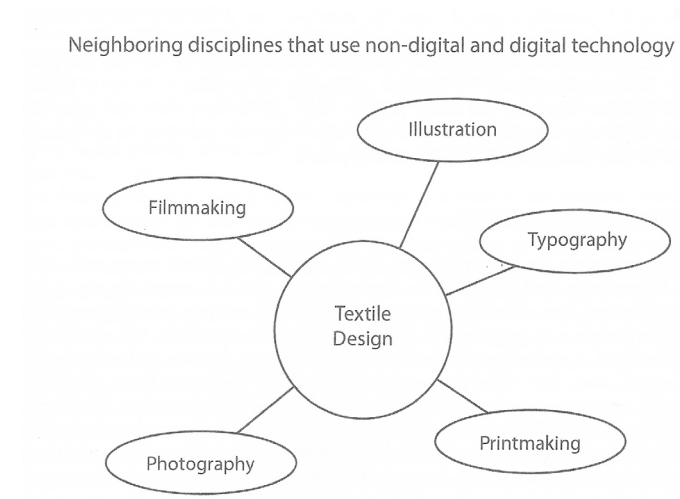 Neighboring disciplines that use non-digital and digital technology
Illustration
Filmmaking
Typography
Textile
Design
Printmaking
Photography